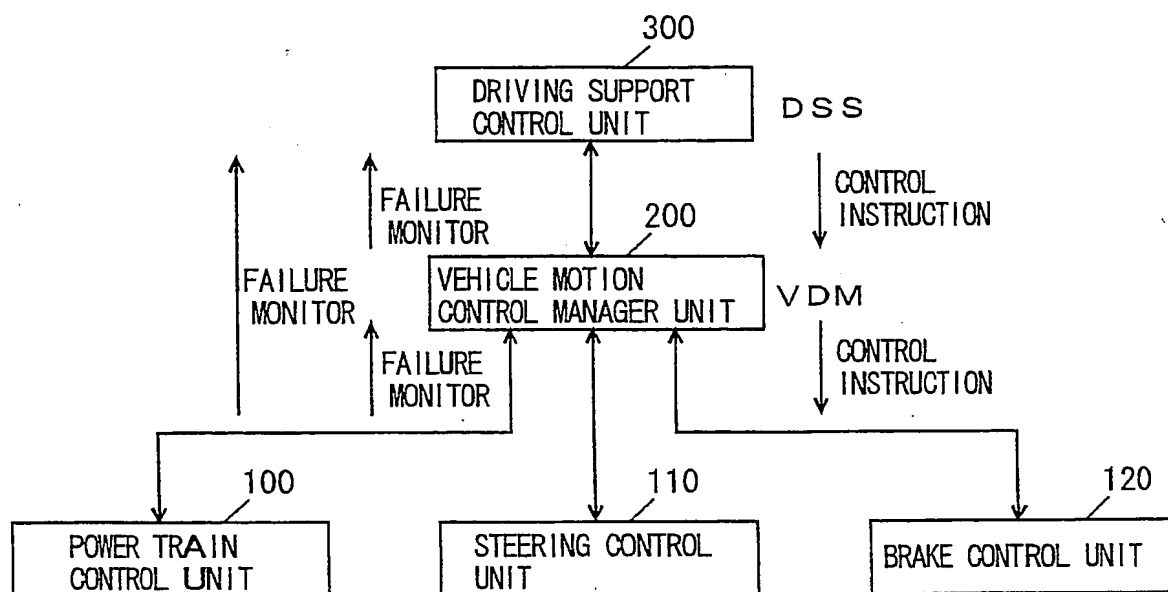 300
DRIVING SUPPORT
CONTROL UNIT
DSS
FAILURE
MONITOR
CONTROL
INSTRUCTION
200
FAILURE
MONITOR
VEHICLE MOTION
CONTROL MANAGER UNIT
VDM
FAILURE
MONITOR
CONTROL
INSTRUCTION
100
POWER TRAIN
CONTROL UNIT
110
STEERING CONTROL
UNIT
120
BRAKE CONTROL UNIT